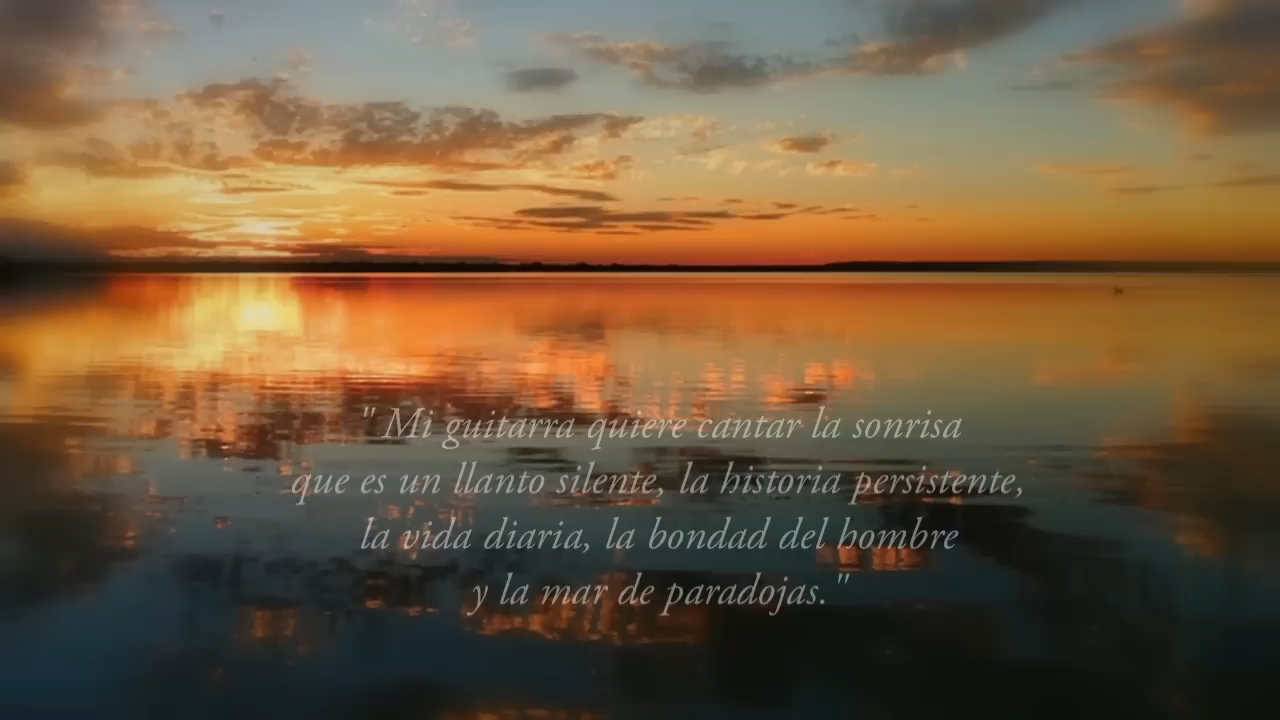 "Mi guitarra quiere cantar la sonrisa
que es un llanto silente, la historia persistente,
la vida diaria, la bondad del hombre
y la mar de paradojas."